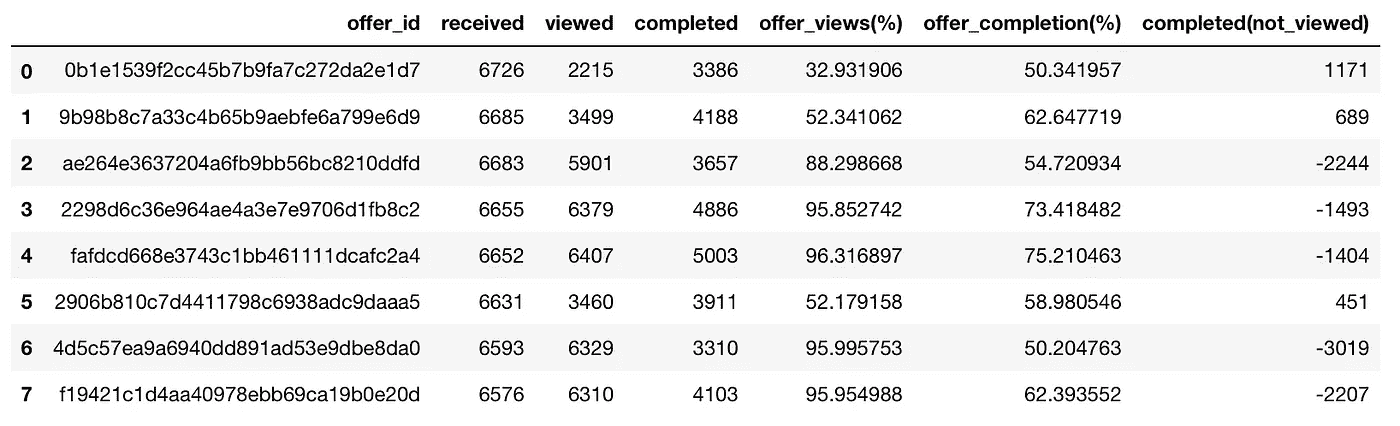 offer_id received viewed completed offer_views(%) offer_completion(%) completed(not_viewed)
0 0b1e1539f2cc45b7b9fa7c272da2e1d7 6726 2215 3386 32.931906 50.341957 1171
1 9b98b8c7a33c4b65b9aebfe6a799e6d9 6685 3499 4188 52.341062 62.647719 689
2 ae264e3637204a6fb9bb56bc8210ddfd 6683 5901 3657 88.298668 54.720934 -2244
3 2298d6c36e964ae4a3e7e9706d1fb8c2 6655 6379 4886 95.852742 73.418482 -1493
4 fafdcd668e3743c1bb461111dcafc2a4 6652 6407 5003 96.316897 75.210463 -1404
5 2906b810c7d4411798c6938adc9daaa5 6631 3460 3911 52.179158 58.980546 451
6 4d5c57ea9a6940dd891ad53e9dbe8da0 6593 6329 3310 95.995753 50.204763 -3019
7 f19421c1d4aa40978ebb69ca19b0e20d 6576 6310 4103 95.954988 62.393552 -2207